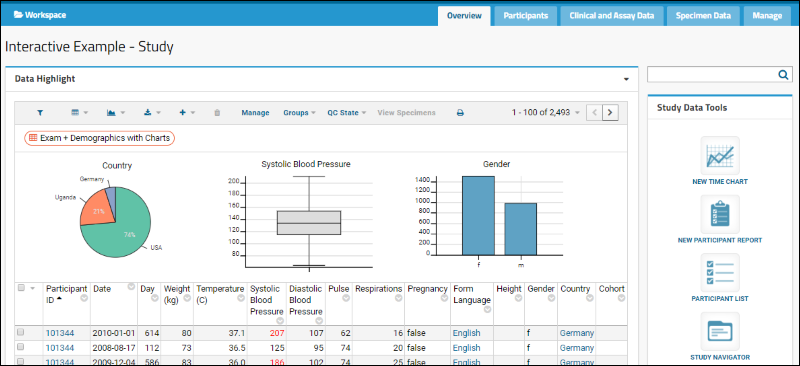 Workspace
Overview Participants Clinical and Assay Data Specimen Data Manage
Interactive Example - Study
Data Highlight
Manage Groups QC State View Specimens 1 - 100 of 2,493
Exam + Demographics with Charts
Country
Germany
Uganda
21%
74%
USA
Systolic Blood Pressure
200
180
160
140
120
100
80
Gender
1400
1200
1000
800
600
400
200
0
f m
Study Data Tools
NEW TIME CHART
NEW PARTICIPANT REPORT
PARTICIPANT LIST
STUDY NAVIGATOR
Participant Date Day Weight Temperature Systolic Diastolic Pulse Respirations Pregnancy Form Height Gender Country Cohort
ID (kg) (C) Blood Blood Language
Pressure Pressure
101344 2010-01-01 614 80 37.1 207 107 62 16 false English f Germany
101344 2008-08-17 112 73 36.5 125 95 74 20 false English f Germany
101344 2009-12-04 586 83 36.0 186 102 74 25 false English f Germany